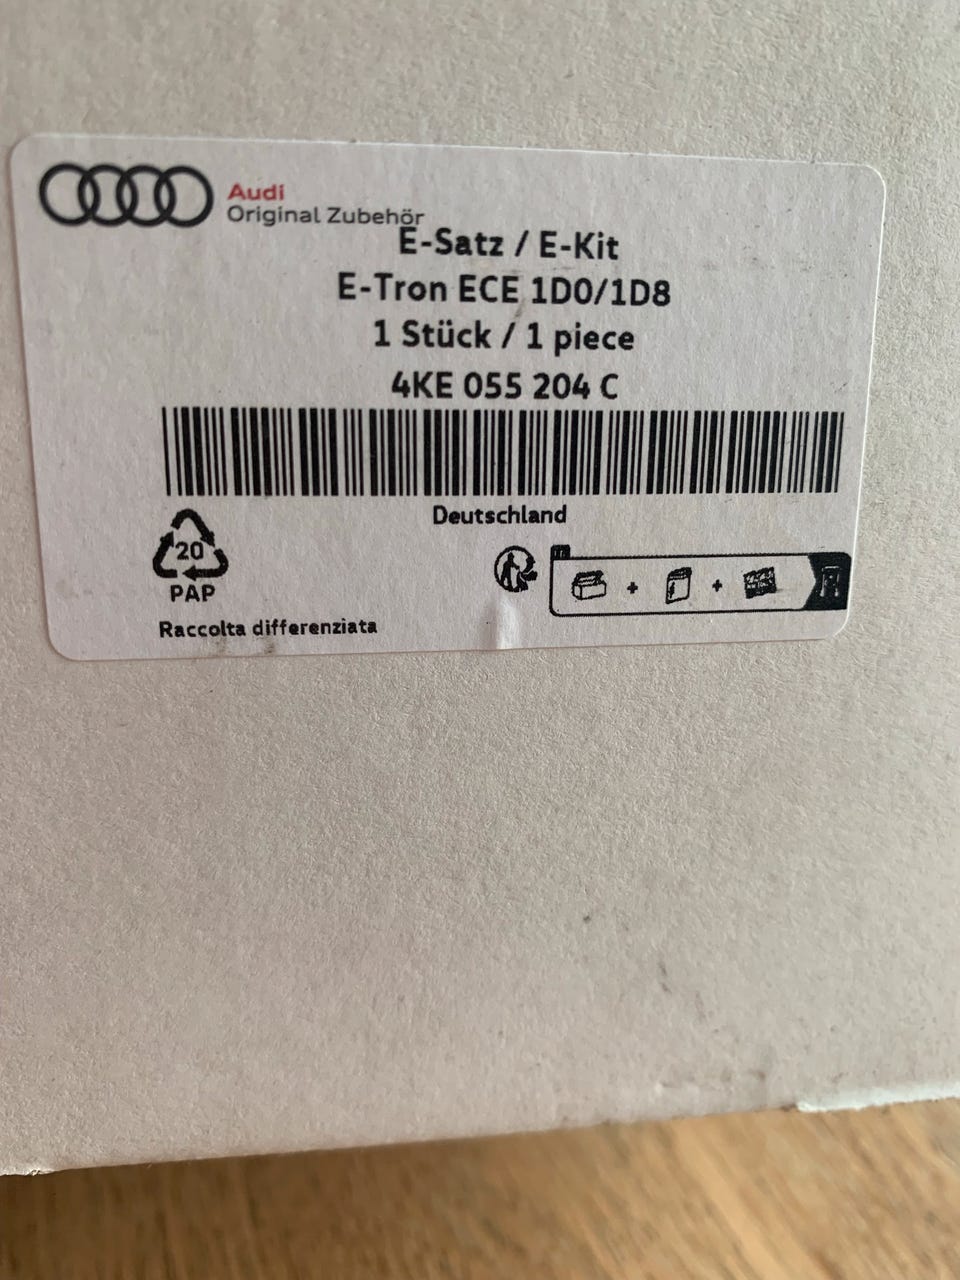 Audi
Original Zubehör
E-Satz / E-Kit
E-Tron ECE 1D0/1D8
1 Stück / 1 piece
4KE 055 204 C
Deutschland
20
PAP
Raccolta differenziata